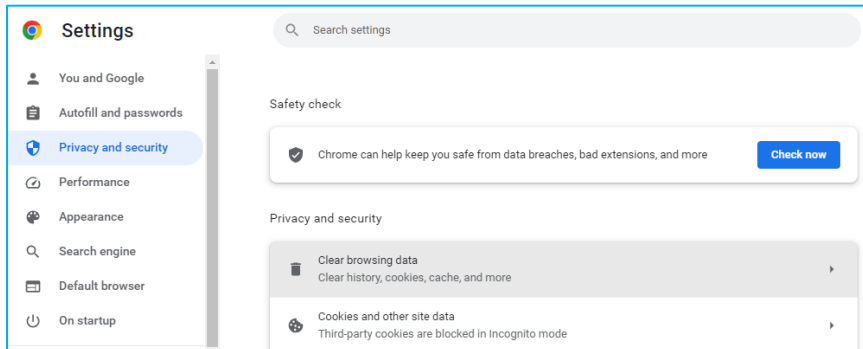 Settings
Search settings
You and Google
Autofill and passwords
Privacy and security
Performance
Appearance
Search engine
Default browser
On startup
Safety check
Chrome can help keep you safe from data breaches, bad extensions, and more
Check now
Privacy and security
Clear browsing data
Clear history, cookies, cache, and more
Cookies and other site data
Third-party cookies are blocked in Incognito mode